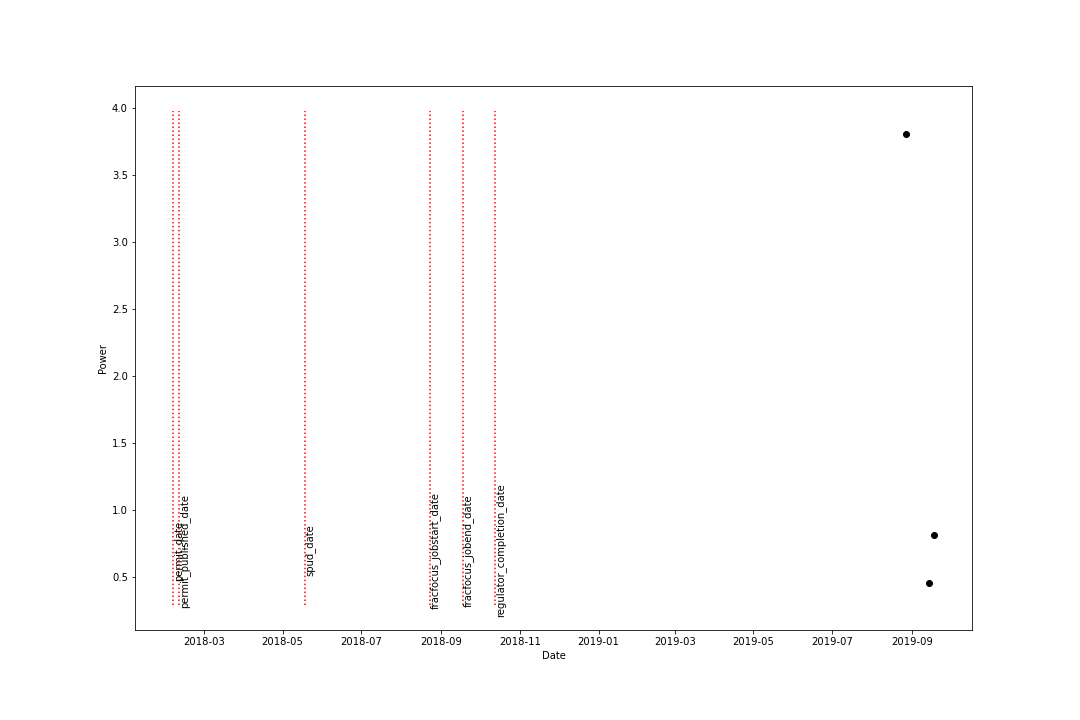 4.0
3.5
3.0
2.5
2.0
1.5
1.0
0.5
Power
permit_date
permit_published_date
spud_date
fracfocus_jobstart_date
fracfocus_jobend_date
regulator_completion_date
2018-03 2018-05 2018-07 2018-09 2018-11 2019-01 2019-03 2019-05 2019-07 2019-09
Date